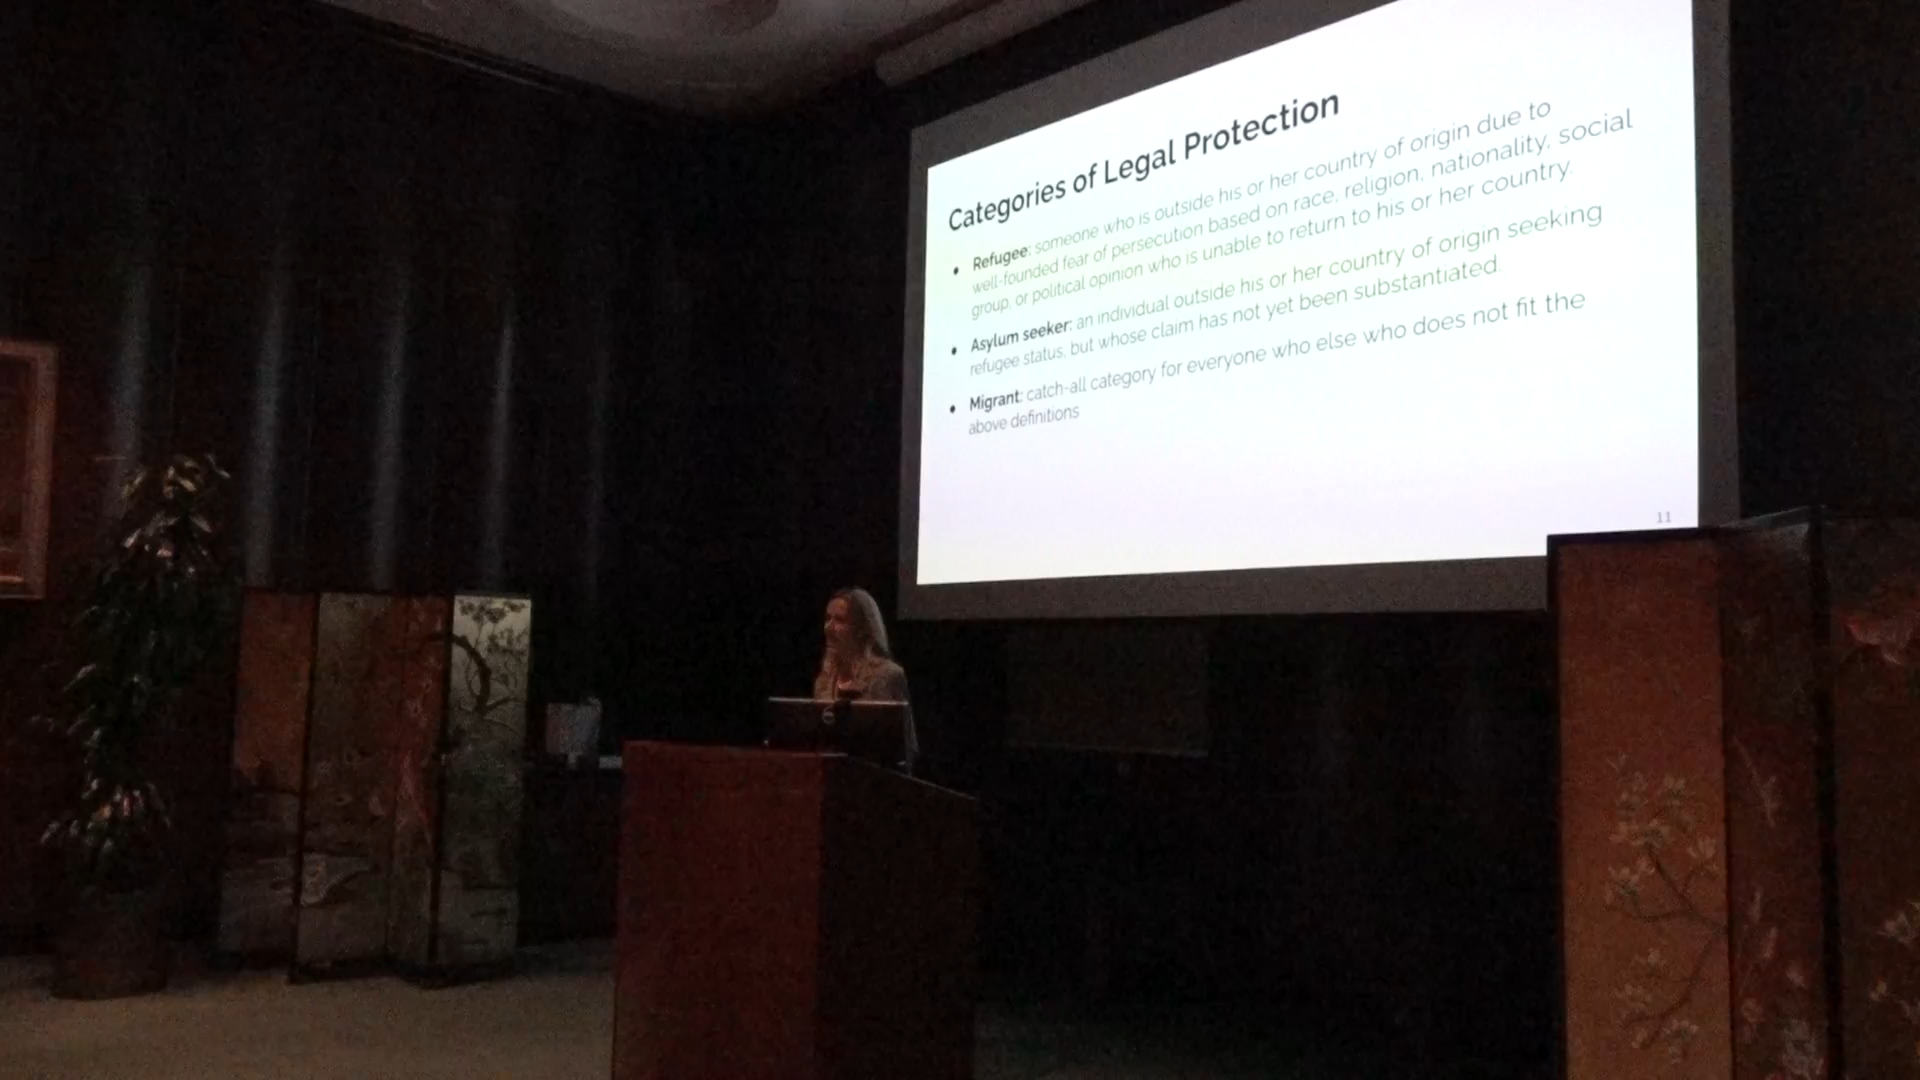 Categories of Legal Protection
• Refugee: someone who is outside his or her country of origin due to
well-founded fear of persecution based on race, religion, nationality, social
group, or political opinion who is unable to return to his or her country.
• Asylum seeker: an individual outside his or her country of origin seeking
refugee status, but whose claim has not yet been substantiated.
• Migrant: catch-all category for everyone who else who does not fit the
above definitions
11